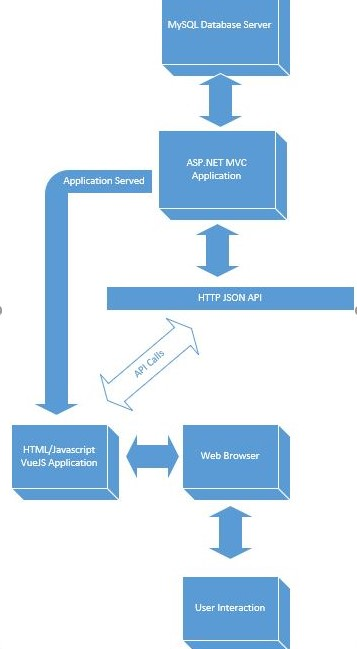 MySQL Database Server
ASP.NET MVC
Application
Application Served
HTTP JSON API
API Calls
HTML/Javascript
VueJS Application
Web Browser
User Interaction